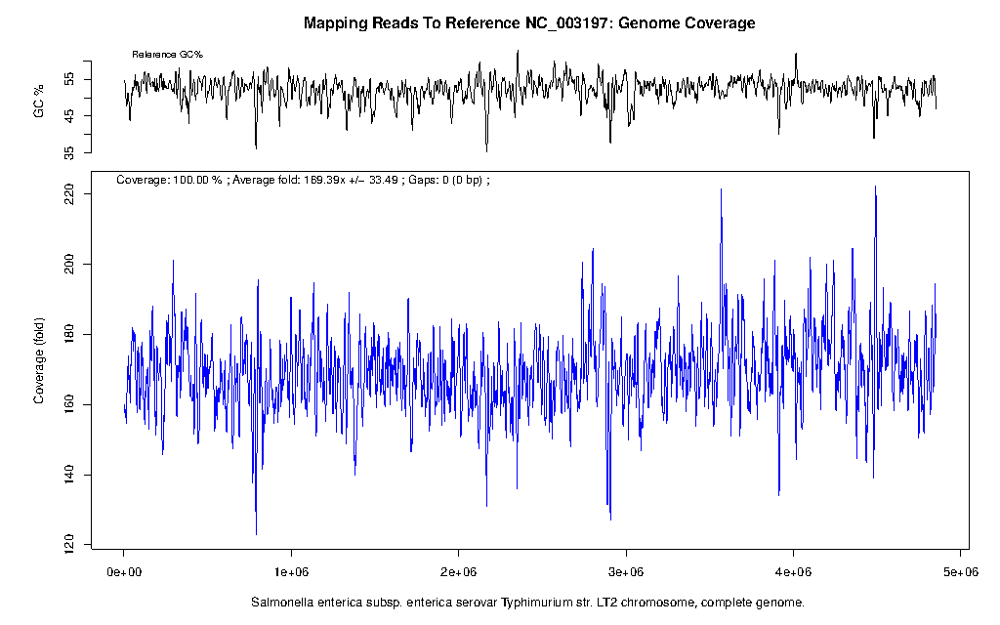 Mapping Reads To Reference NC_003197: Genome Coverage
Reference GC%
GC %
55
45
35
Coverage: 100.00 % ; Average fold: 169.39x +/− 33.49 ; Gaps: 0 (0 bp) ;
Coverage (fold)
220
200
180
160
140
120
0e+00 1e+06 2e+06 3e+06 4e+06 5e+06
Salmonella enterica subsp. enterica serovar Typhimurium str. LT2 chromosome, complete genome.